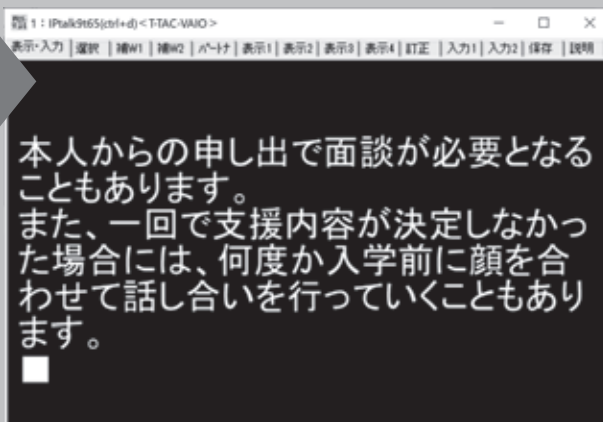 1:IPtalk9t65(ctrl+d)<T-TAC-VAIO>
表示・入力|選択|補W1|補W2|パートナ|表示1|表示2|表示3|表示4|訂正|入力1|入力2|保存|説明
本人からの申し出で面談が必要となる
こともあります。
また、一回で支援内容が決定しなかっ
た場合には、何度か入学前に顔を合
わせて話し合いを行っていくこともあり
ます。